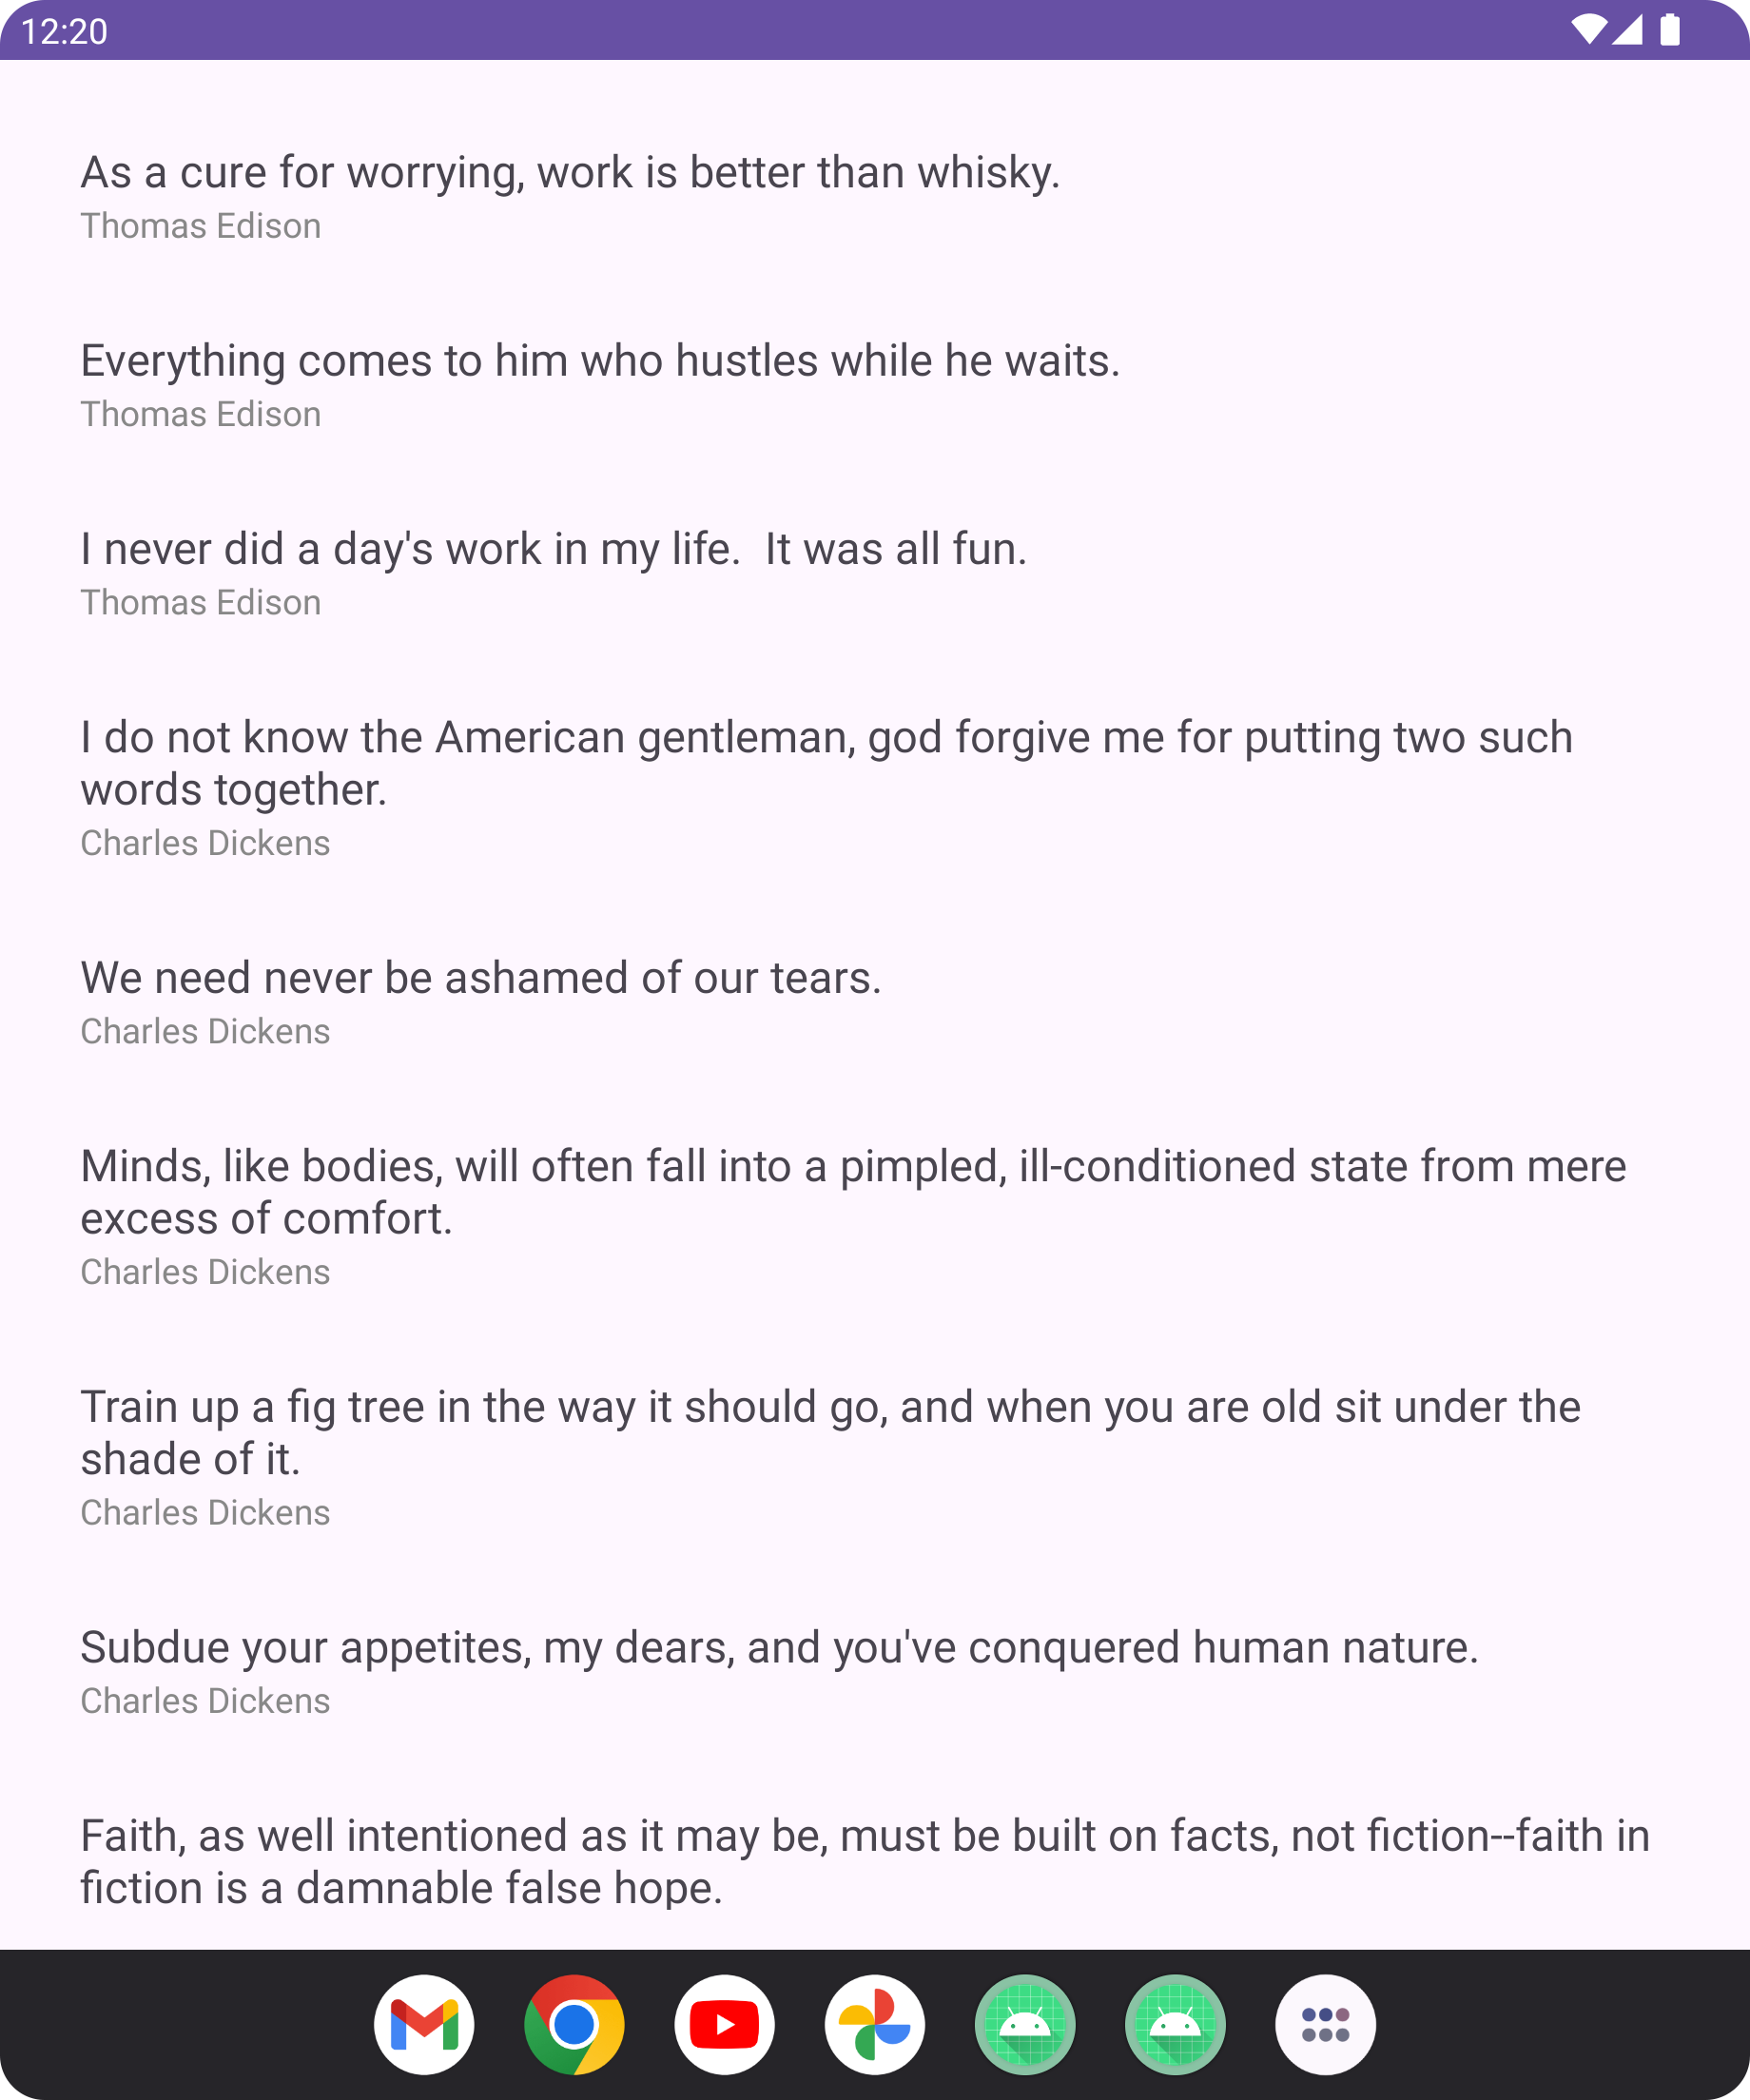 12:20
As a cure for worrying, work is better than whisky.
Thomas Edison
Everything comes to him who hustles while he waits.
Thomas Edison
I never did a day's work in my life.  It was all fun.
Thomas Edison
I do not know the American gentleman, god forgive me for putting two such
words together.
Charles Dickens
We need never be ashamed of our tears.
Charles Dickens
Minds, like bodies, will often fall into a pimpled, ill-conditioned state from mere
excess of comfort.
Charles Dickens
Train up a fig tree in the way it should go, and when you are old sit under the
shade of it.
Charles Dickens
Subdue your appetites, my dears, and you've conquered human nature.
Charles Dickens
Faith, as well intentioned as it may be, must be built on facts, not fiction--faith in
fiction is a damnable false hope.